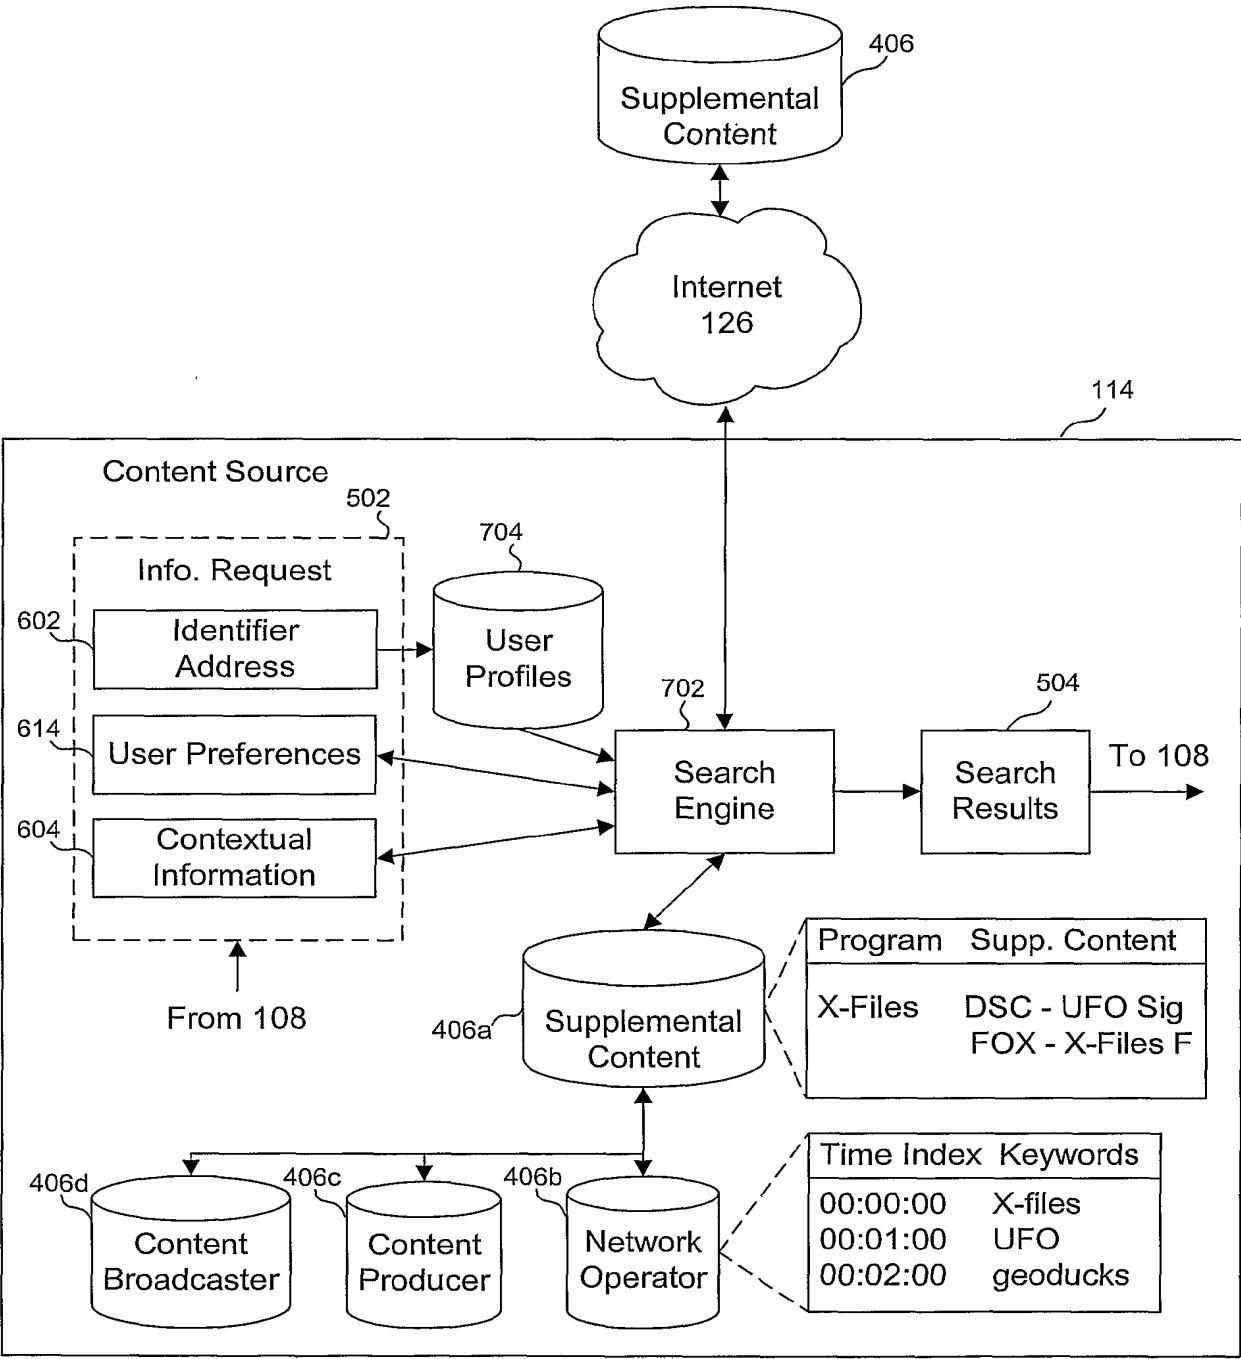 406
Supplemental
Content
Internet
126
114
Content Source
502
704
Info. Request
602
Identifier
Address
User
Profiles
702
504
614
User Preferences
Search
Engine
Search
Results
To 108
604
Contextual
Information
From 108
406a
Supplemental
Content
Program Supp. Content
X-Files DSC - UFO Sig
FOX - X-Files F
406d
406c
406b
Content
Broadcaster
Content
Producer
Network
Operator
Time Index Keywords
00:00:00 X-files
00:01:00 UFO
00:02:00 geoducks